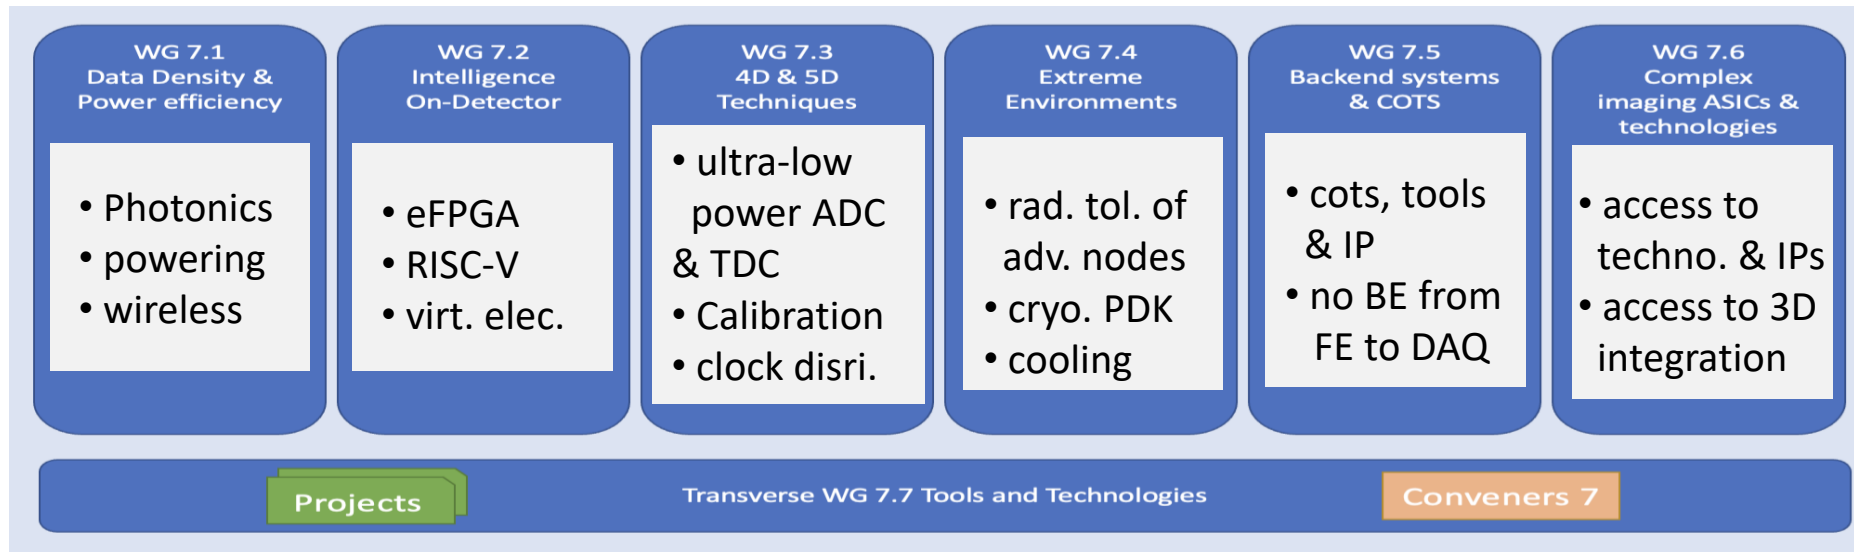 WG 7.1
Data Density &
Power efficiency
• Photonics
• powering
• wireless
WG 7.2
Intelligence
On-Detector
• eFPGA
• RISC-V
• virt. elec.
WG 7.3
4D & 5D
Techniques
• ultra-low
power ADC
& TDC
• Calibration
• clock disri.
WG 7.4
Extreme
Environments
• rad. tol. of
adv. nodes
• cryo. PDK
• cooling
WG 7.5
Backend systems
& COTS
• cots, tools
& IP
• no BE from
FE to DAQ
WG 7.6
Complex
imaging ASICs &
technologies
• access to
techno. & IPs
• access to 3D
integration
Projects
Transverse WG 7.7 Tools and Technologies
Conveners 7